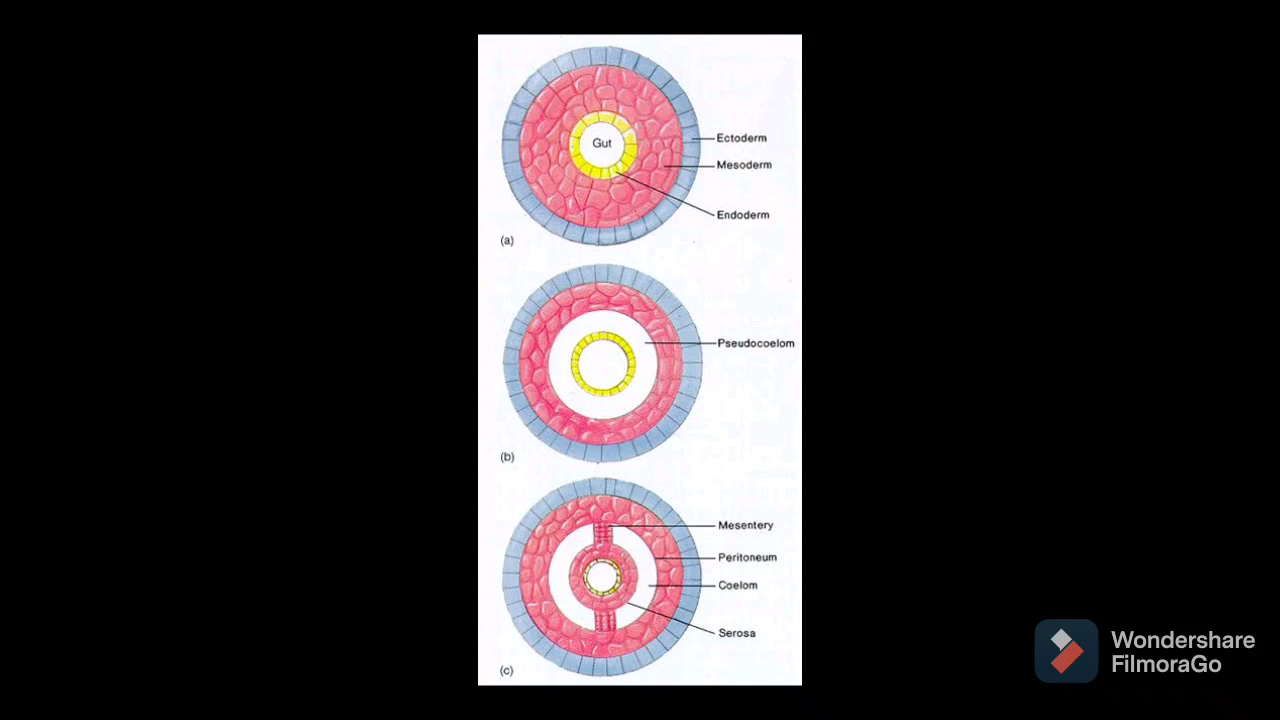 Gut
Ectoderm
Mesoderm
Endoderm
(a)
Pseudocoelom
(b)
Mesentery
Peritoneum
Coelom
Serosa
(c)
Wondershare
FilmoraGo